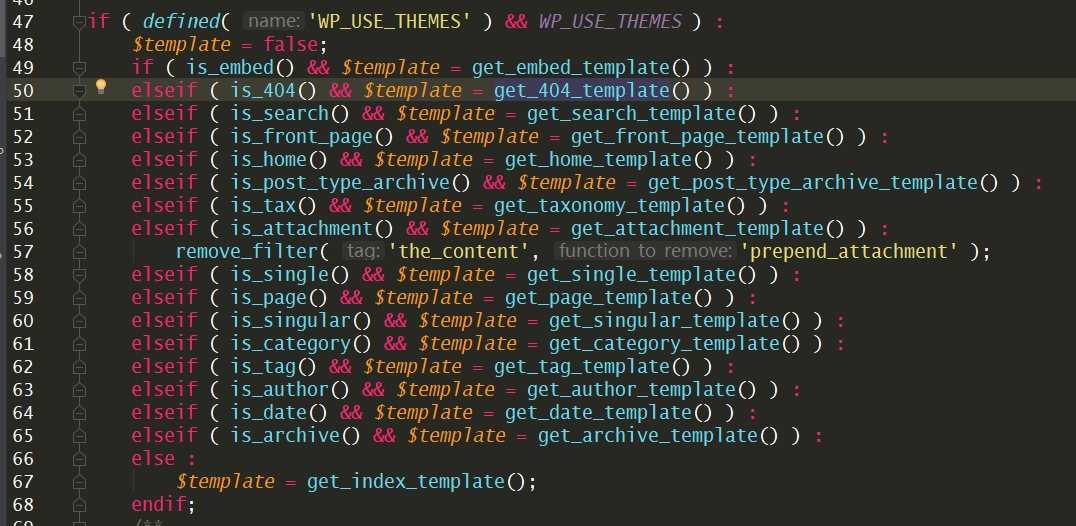 47 if ( defined( name: 'WP_USE_THEMES' ) && WP_USE_THEMES ) :
48 $template = false;
49 if ( is_embed() && $template = get_embed_template() ) :
50 elseif ( is_404() && $template = get_404_template() ) :
51 elseif ( is_search() && $template = get_search_template() ) :
52 elseif ( is_front_page() && $template = get_front_page_template() ) :
53 elseif ( is_home() && $template = get_home_template() ) :
54 elseif ( is_post_type_archive() && $template = get_post_type_archive_template() ) :
55 elseif ( is_tax() && $template = get_taxonomy_template() ) :
56 elseif ( is_attachment() && $template = get_attachment_template() ) :
57 remove_filter( tag: 'the_content', function to remove: 'prepend_attachment' );
58 elseif ( is_single() && $template = get_single_template() ) :
59 elseif ( is_page() && $template = get_page_template() ) :
60 elseif ( is_singular() && $template = get_singular_template() ) :
61 elseif ( is_category() && $template = get_category_template() ) :
62 elseif ( is_tag() && $template = get_tag_template() ) :
63 elseif ( is_author() && $template = get_author_template() ) :
64 elseif ( is_date() && $template = get_date_template() ) :
65 elseif ( is_archive() && $template = get_archive_template() ) :
66 else :
67 $template = get_index_template();
68 endif;